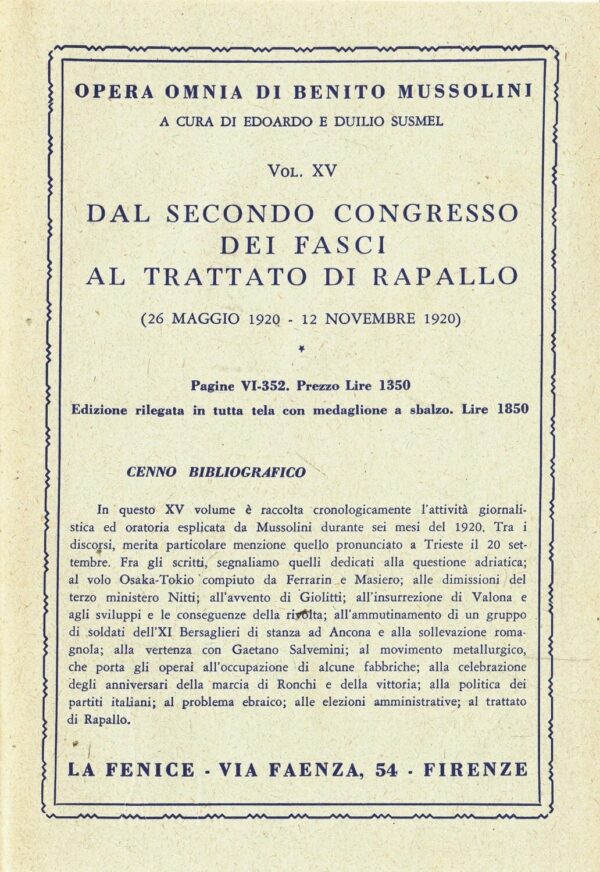 OPERA OMNIA DI BENITO MUSSOLINI
A CURA DI EDOARDO E DUILIO SUSMEL
VOL. XV
DAL SECONDO CONGRESSO
DEI FASCI
AL TRATTATO DI RAPALLO
(26 MAGGIO 1920 - 12 NOVEMBRE 1920)
*
Pagine VI-352. Prezzo Lire 1350
Edizione rilegata in tutta tela con medaglione a sbalzo. Lire 1850
CENNO BIBLIOGRAFICO
In questo XV volume è raccolta cronologicamente l'attività giornali-
stica ed oratoria esplicata da Mussolini durante sei mesi del 1920. Tra i
discorsi, merita particolare menzione quello pronunciato a Trieste il 20 set-
tembre. Fra gli scritti, segnaliamo quelli dedicati alla questione adriatica;
al volo Osaka-Tokio compiuto da Ferrarin e Masiero; alle dimissioni del
terzo ministero Nitti; all'avvento di Giolitti; all'insurrezione di Valona e
agli sviluppi e le conseguenze della rivolta; all'ammutinamento di un gruppo
di soldati dell'XI Bersaglieri di stanza ad Ancona e alla sollevazione roma-
gnola; alla vertenza con Gaetano Salvemini; al movimento metallurgico,
che porta gli operai all'occupazione di alcune fabbriche; alla celebrazione
degli anniversari della marcia di Ronchi e della vittoria; alla politica dei
partiti italiani; al problema ebraico; alle elezioni amministrative; al trattato
di Rapallo.
LA FENICE - VIA FAENZA, 54 - FIRENZE